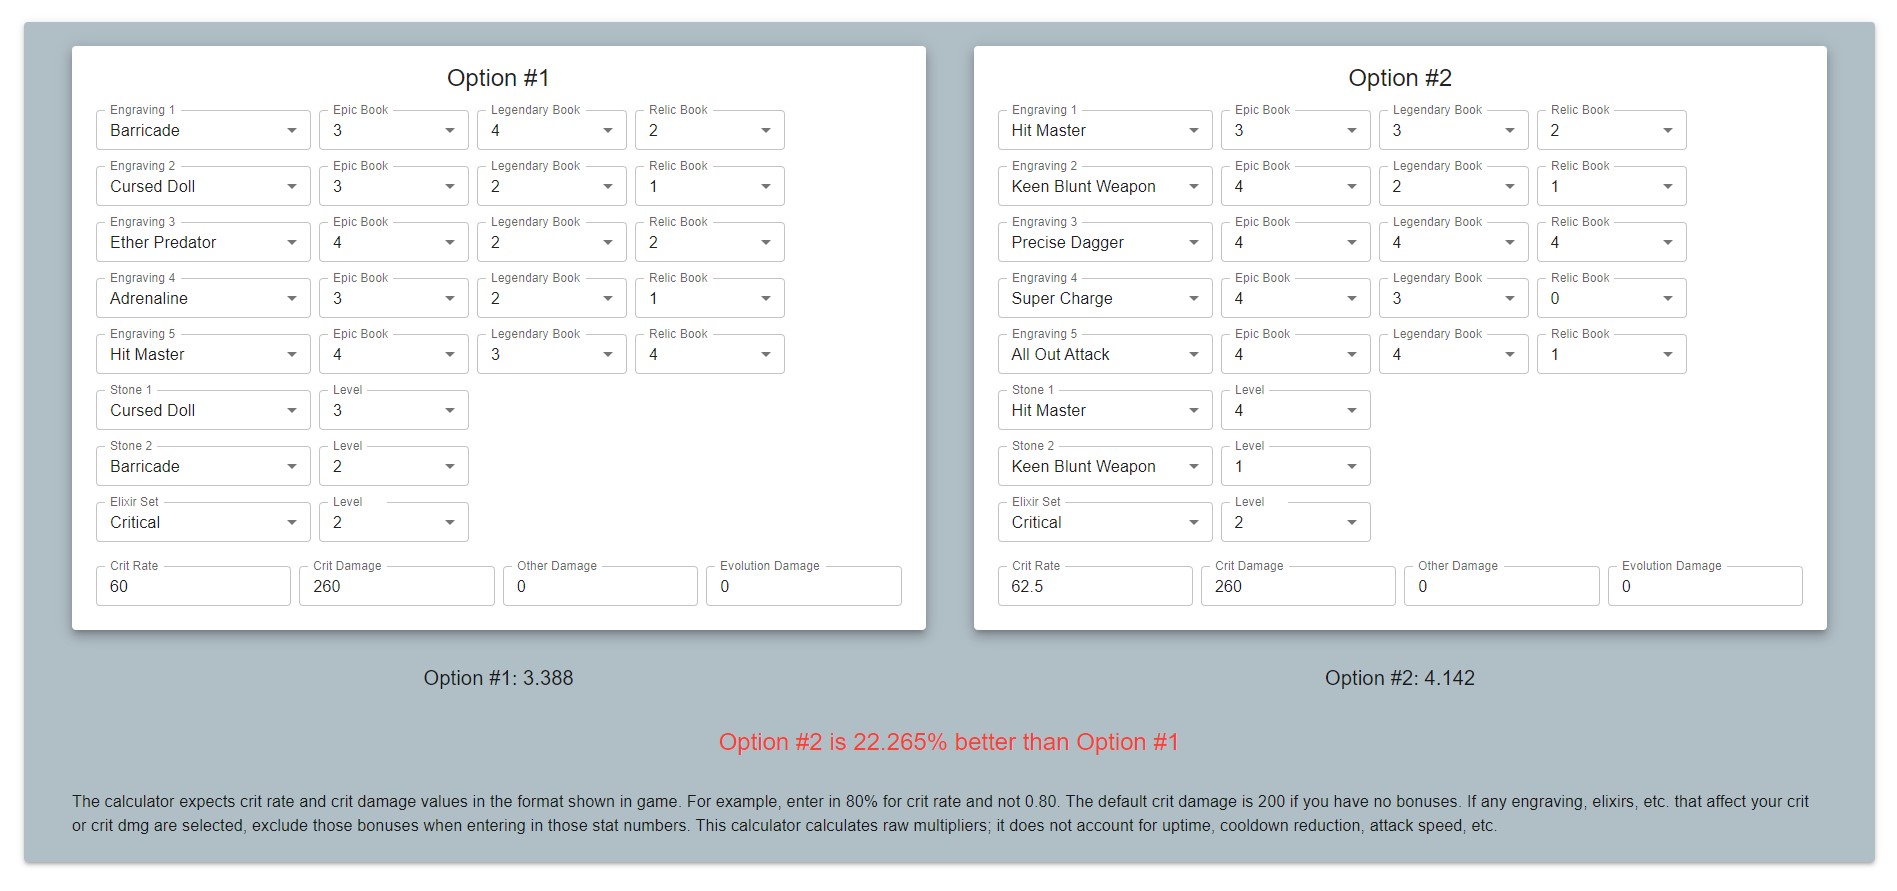 Option #1
Engraving 1 Epic Book Legendary Book Relic Book
Barricade 3 4 2
Engraving 2 Epic Book Legendary Book Relic Book
Cursed Doll 3 2 1
Engraving 3 Epic Book Legendary Book Relic Book
Ether Predator 4 2 2
Engraving 4 Epic Book Legendary Book Relic Book
Adrenaline 3 2 1
Engraving 5 Epic Book Legendary Book Relic Book
Hit Master 4 3 4
Stone 1 Level
Cursed Doll 3
Stone 2 Level
Barricade 2
Elixir Set Level
Critical 2
Crit Rate Crit Damage Other Damage Evolution Damage
60 260 0 0
Option #2
Engraving 1 Epic Book Legendary Book Relic Book
Hit Master 3 3 2
Engraving 2 Epic Book Legendary Book Relic Book
Keen Blunt Weapon 4 2 1
Engraving 3 Epic Book Legendary Book Relic Book
Precise Dagger 4 4 4
Engraving 4 Epic Book Legendary Book Relic Book
Super Charge 4 3 0
Engraving 5 Epic Book Legendary Book Relic Book
All Out Attack 4 4 1
Stone 1 Level
Hit Master 4
Stone 2 Level
Keen Blunt Weapon 1
Elixir Set Level
Critical 2
Crit Rate Crit Damage Other Damage Evolution Damage
62.5 260 0 0
Option #1: 3.388
Option #2: 4.142
Option #2 is 22.265% better than Option #1
The calculator expects crit rate and crit damage values in the format shown in game. For example, enter in 80% for crit rate and not 0.80. The default crit damage is 200 if you have no bonuses. If any engraving, elixirs, etc. that affect your crit
or crit dmg are selected, exclude those bonuses when entering in those stat numbers. This calculator calculates raw multipliers; it does not account for uptime, cooldown reduction, attack speed, etc.